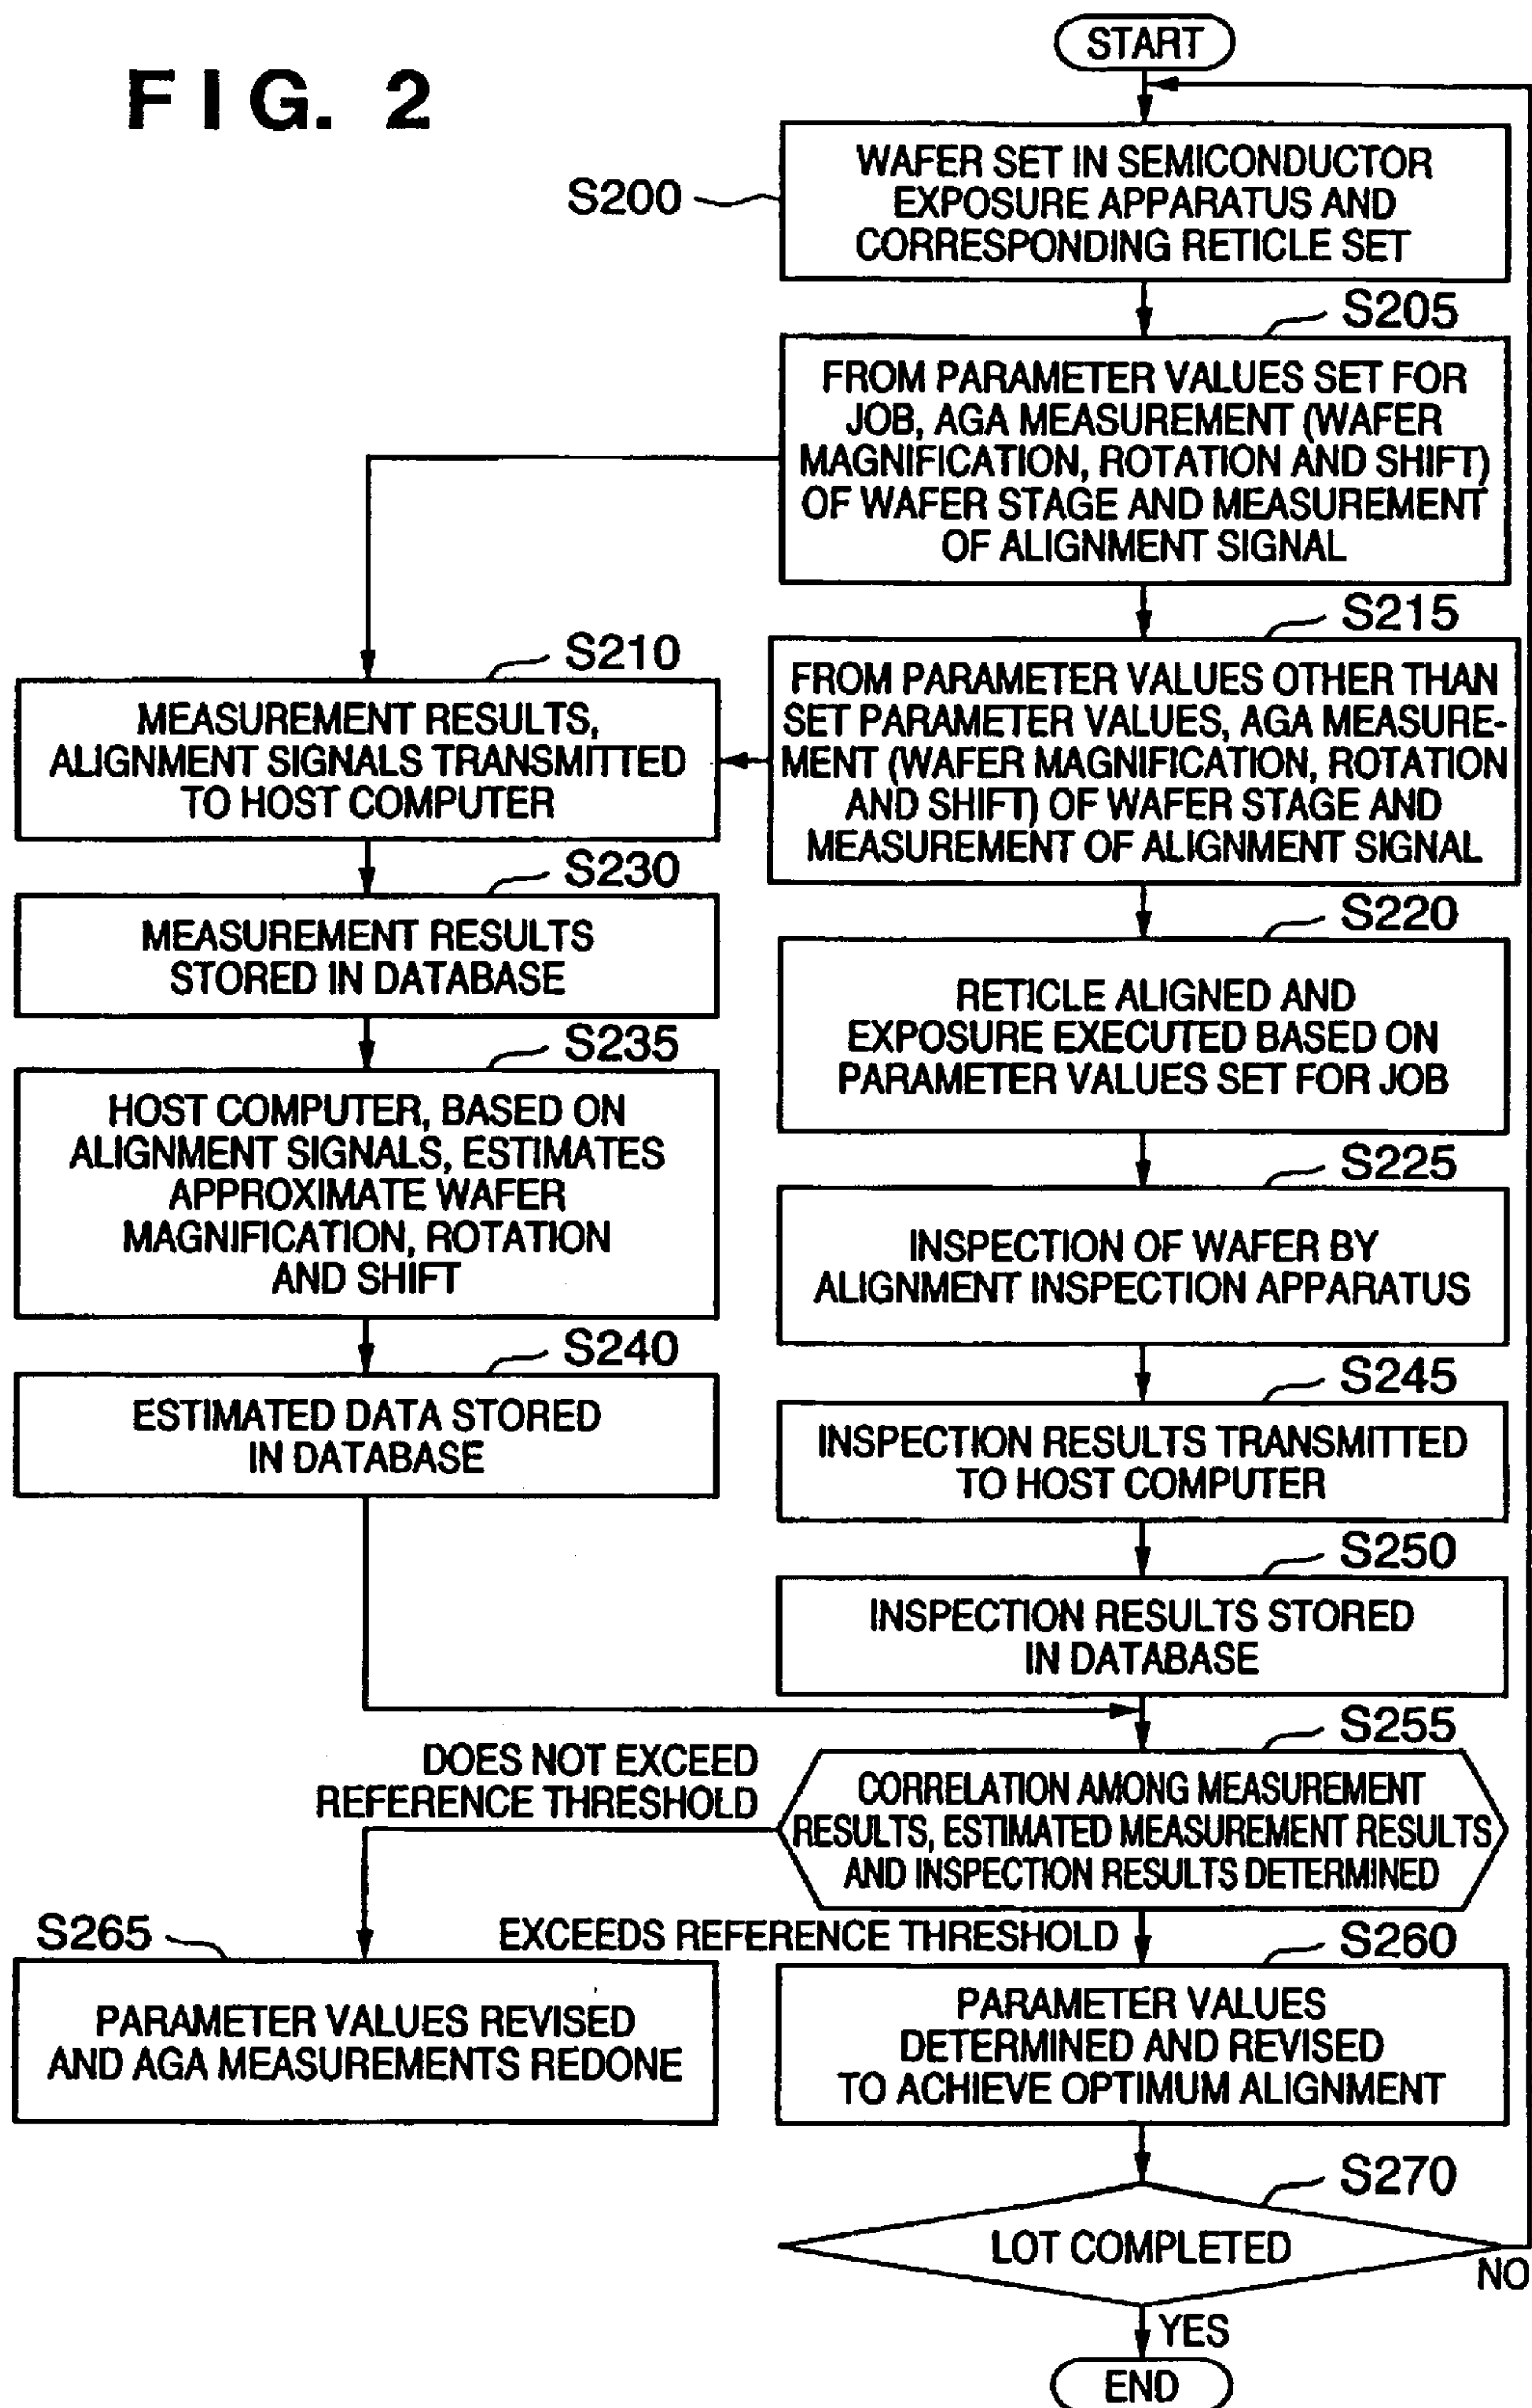 FIG. 2
START
S200
WAFER SET IN SEMICONDUCTOR
EXPOSURE APPARATUS AND
CORRESPONDING RETICLE SET
S205
FROM PARAMETER VALUES SET FOR
JOB, AGA MEASUREMENT (WAFER
MAGNIFICATION, ROTATION AND SHIFT)
OF WAFER STAGE AND MEASUREMENT
OF ALIGNMENT SIGNAL
S210
MEASUREMENT RESULTS,
ALIGNMENT SIGNALS TRANSMITTED
TO HOST COMPUTER
S215
FROM PARAMETER VALUES OTHER THAN
SET PARAMETER VALUES, AGA MEASURE-
MENT (WAFER MAGNIFICATION, ROTATION
AND SHIFT) OF WAFER STAGE AND
MEASUREMENT OF ALIGNMENT SIGNAL
S230
MEASUREMENT RESULTS
STORED IN DATABASE
S220
RETICLE ALIGNED AND
EXPOSURE EXECUTED BASED ON
PARAMETER VALUES SET FOR JOB
S235
HOST COMPUTER, BASED ON
ALIGNMENT SIGNALS, ESTIMATES
APPROXIMATE WAFER
MAGNIFICATION, ROTATION
AND SHIFT
S225
INSPECTION OF WAFER BY
ALIGNMENT INSPECTION APPARATUS
S240
ESTIMATED DATA STORED
IN DATABASE
S245
INSPECTION RESULTS TRANSMITTED
TO HOST COMPUTER
S250
INSPECTION RESULTS STORED
IN DATABASE
S255
CORRELATION AMONG MEASUREMENT
RESULTS, ESTIMATED MEASUREMENT RESULTS
AND INSPECTION RESULTS DETERMINED
DOES NOT EXCEED
REFERENCE THRESHOLD
S265
PARAMETER VALUES REVISED
AND AGA MEASUREMENTS REDONE
EXCEEDS REFERENCE THRESHOLD
S260
PARAMETER VALUES
DETERMINED AND REVISED
TO ACHIEVE OPTIMUM ALIGNMENT
S270
LOT COMPLETED
NO
YES
END